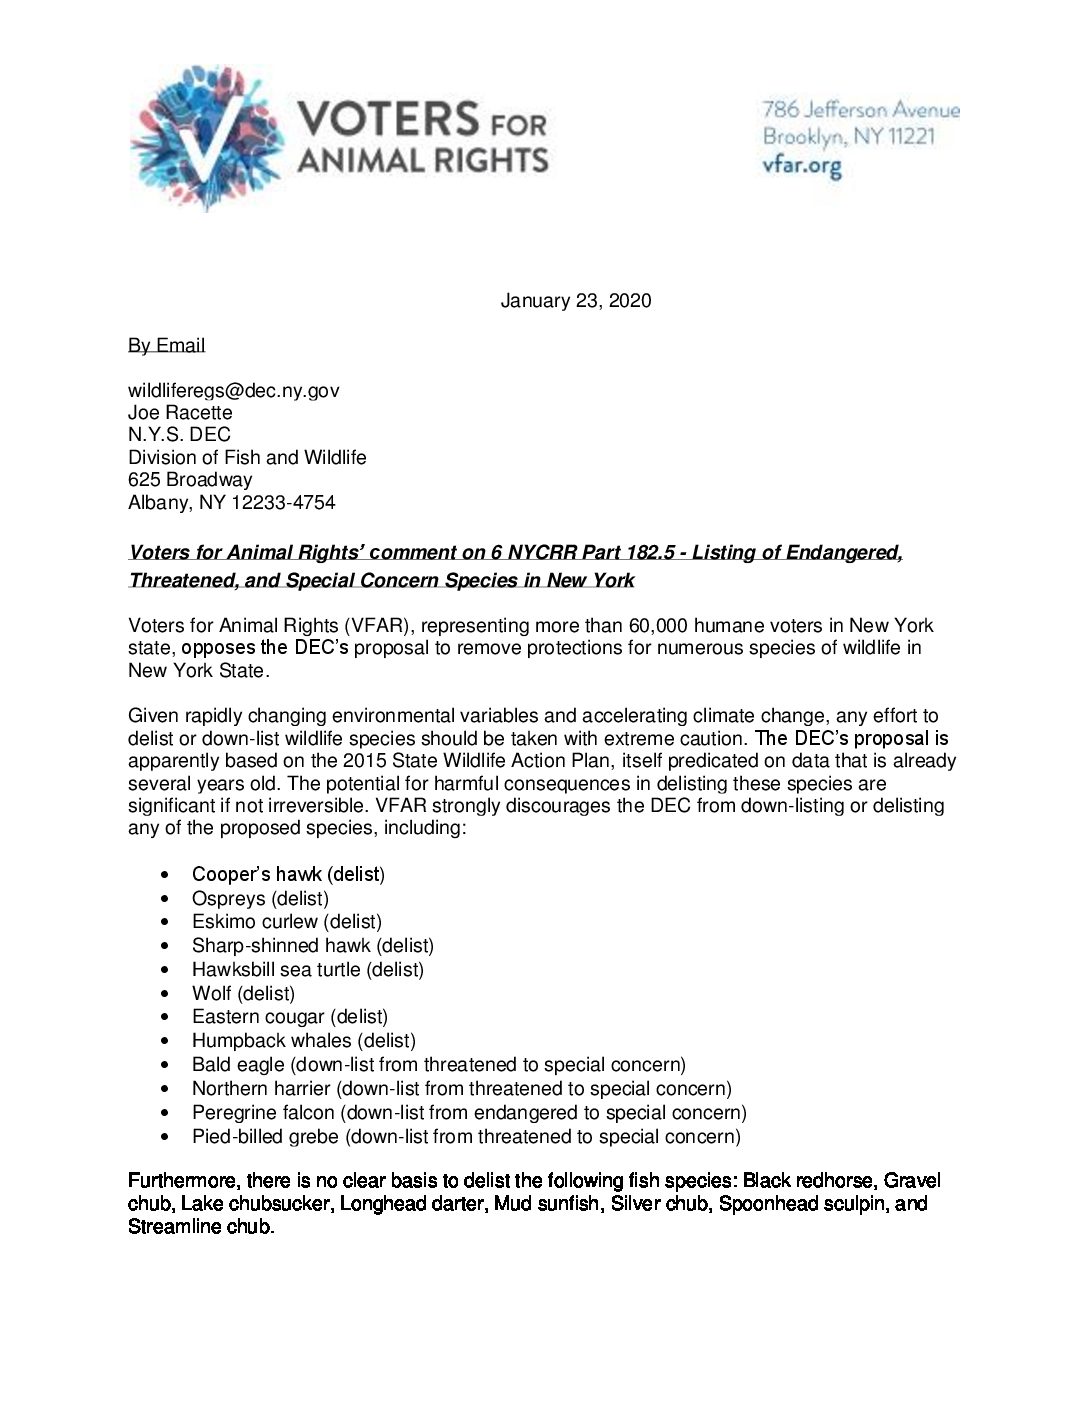 VOTERS FOR
ANIMAL RIGHTS
786 Jefferson Avenue
Brooklyn, NY 11221
vfar.org
January 23, 2020
By Email
wildliferegs@dec.ny.gov
Joe Racette
N.Y.S. DEC
Division of Fish and Wildlife
625 Broadway
Albany, NY 12233-4754
Voters for Animal Rights’ comment on 6 NYCRR Part 182.5 - Listing of Endangered,
Threatened, and Special Concern Species in New York
Voters for Animal Rights (VFAR), representing more than 60,000 humane voters in New York
state, opposes the DEC’s proposal to remove protections for numerous species of wildlife in
New York State.
Given rapidly changing environmental variables and accelerating climate change, any effort to
delist or down-list wildlife species should be taken with extreme caution. The DEC’s proposal is
apparently based on the 2015 State Wildlife Action Plan, itself predicated on data that is already
several years old. The potential for harmful consequences in delisting these species are
significant if not irreversible. VFAR strongly discourages the DEC from down-listing or delisting
any of the proposed species, including:
• Cooper’s hawk (delist)
• Ospreys (delist)
• Eskimo curlew (delist)
• Sharp-shinned hawk (delist)
• Hawksbill sea turtle (delist)
• Wolf (delist)
• Eastern cougar (delist)
• Humpback whales (delist)
• Bald eagle (down-list from threatened to special concern)
• Northern harrier (down-list from threatened to special concern)
• Peregrine falcon (down-list from endangered to special concern)
• Pied-billed grebe (down-list from threatened to special concern)
Furthermore, there is no clear basis to delist the following fish species: Black redhorse, Gravel
chub, Lake chubsucker, Longhead darter, Mud sunfish, Silver chub, Spoonhead sculpin, and
Streamline chub.